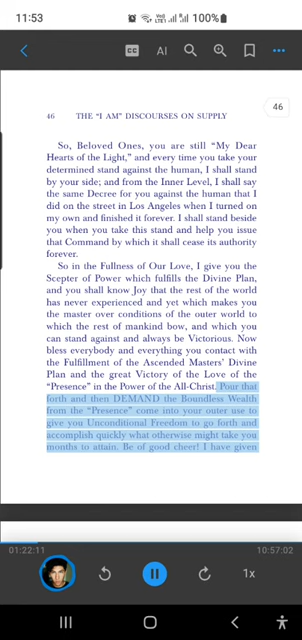 11:53
100%
CC
AI
46
46 THE "I AM" DISCOURSES ON SUPPLY
So, Beloved Ones, you are still "My Dear
Hearts of the Light," and every time you take your
determined stand against the human, I shall stand
by your side; and from the Inner Level, I shall say
the same Decree for you against the human that I
did on the street in Los Angeles when I turned on
my own and finished it forever. I shall stand beside
you when you take this stand and help you issue
that Command by which it shall cease its authority
forever.
So in the Fullness of Our Love, I give you the
Scepter of Power which fulfills the Divine Plan,
and you shall know Joy that the rest of the world
has never experienced and yet which makes you
the master over conditions of the outer world to
which the rest of mankind bow, and which you
can stand against and always be Victorious. Now
bless everybody and everything you contact with
the Fulfillment of the Ascended Masters' Divine
Plan and the great Victory of the Love of the
"Presence" in the Power of the All-Christ. Pour that
forth and then DEMAND the Boundless Wealth
from the "Presence" come into your outer use to
give you Unconditional Freedom to go forth and
accomplish quickly what otherwise might take you
months to attain. Be of good cheer! I have given
01:22:11 10:57:02
1x